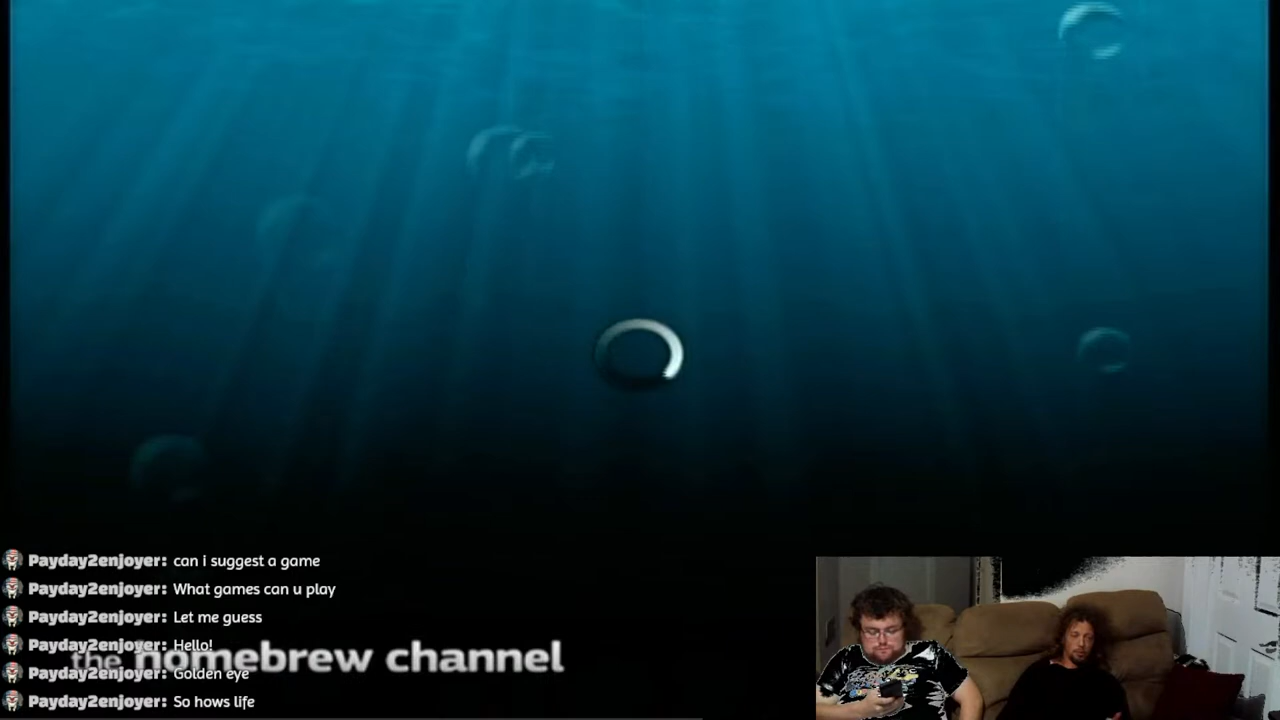 Payday2enjoyer: can i suggest a game
Payday2enjoyer: What games can u play
Payday2enjoyer: Let me guess
Payday2enjoyer: Hello!
the homebrew channel
Payday2enjoyer: Golden eye
Payday2enjoyer: So hows life